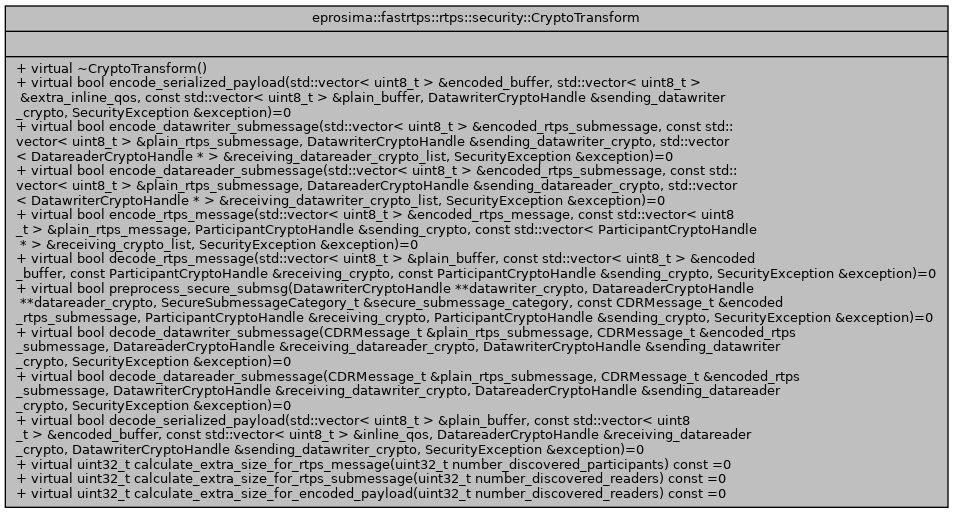 eprosima::fastrtps::rtps::security::CryptoTransform
+ virtual ~CryptoTransform()
+ virtual bool encode_serialized_payload(std::vector< uint8_t > &encoded_buffer, std::vector< uint8_t >
&extra_inline_qos, const std::vector< uint8_t > &plain_buffer, DatawriterCryptoHandle &sending_datawriter
_crypto, SecurityException &exception)=0
+ virtual bool encode_datawriter_submessage(std::vector< uint8_t > &encoded_rtps_submessage, const std::
vector< uint8_t > &plain_rtps_submessage, DatawriterCryptoHandle &sending_datawriter_crypto, std::vector
< DatareaderCryptoHandle * > &receiving_datareader_crypto_list, SecurityException &exception)=0
+ virtual bool encode_datareader_submessage(std::vector< uint8_t > &encoded_rtps_submessage, const std::
vector< uint8_t > &plain_rtps_submessage, DatareaderCryptoHandle &sending_datareader_crypto, std::vector
< DatawriterCryptoHandle * > &receiving_datawriter_crypto_list, SecurityException &exception)=0
+ virtual bool encode_rtps_message(std::vector< uint8_t > &encoded_rtps_message, const std::vector< uint8
_t > &plain_rtps_message, ParticipantCryptoHandle &sending_crypto, const std::vector< ParticipantCryptoHandle
* > &receiving_crypto_list, SecurityException &exception)=0
+ virtual bool decode_rtps_message(std::vector< uint8_t > &plain_buffer, const std::vector< uint8_t > &encoded
_buffer, const ParticipantCryptoHandle &receiving_crypto, const ParticipantCryptoHandle &sending_crypto, SecurityException &exception)=0
+ virtual bool preprocess_secure_submsg(DatawriterCryptoHandle **datawriter_crypto, DatareaderCryptoHandle
**datareader_crypto, SecureSubmessageCategory_t &secure_submessage_category, const CDRMessage_t &encoded
_rtps_submessage, ParticipantCryptoHandle &receiving_crypto, ParticipantCryptoHandle &sending_crypto, SecurityException &exception)=0
+ virtual bool decode_datawriter_submessage(CDRMessage_t &plain_rtps_submessage, CDRMessage_t &encoded_rtps
_submessage, DatareaderCryptoHandle &receiving_datareader_crypto, DatawriterCryptoHandle &sending_datawriter
_crypto, SecurityException &exception)=0
+ virtual bool decode_datareader_submessage(CDRMessage_t &plain_rtps_submessage, CDRMessage_t &encoded_rtps
_submessage, DatawriterCryptoHandle &receiving_datawriter_crypto, DatareaderCryptoHandle &sending_datareader
_crypto, SecurityException &exception)=0
+ virtual bool decode_serialized_payload(std::vector< uint8_t > &plain_buffer, const std::vector< uint8
_t > &encoded_buffer, const std::vector< uint8_t > &inline_qos, DatareaderCryptoHandle &receiving_datareader
_crypto, DatawriterCryptoHandle &sending_datawriter_crypto, SecurityException &exception)=0
+ virtual uint32_t calculate_extra_size_for_rtps_message(uint32_t number_discovered_participants) const =0
+ virtual uint32_t calculate_extra_size_for_rtps_submessage(uint32_t number_discovered_readers) const =0
+ virtual uint32_t calculate_extra_size_for_encoded_payload(uint32_t number_discovered_readers) const =0